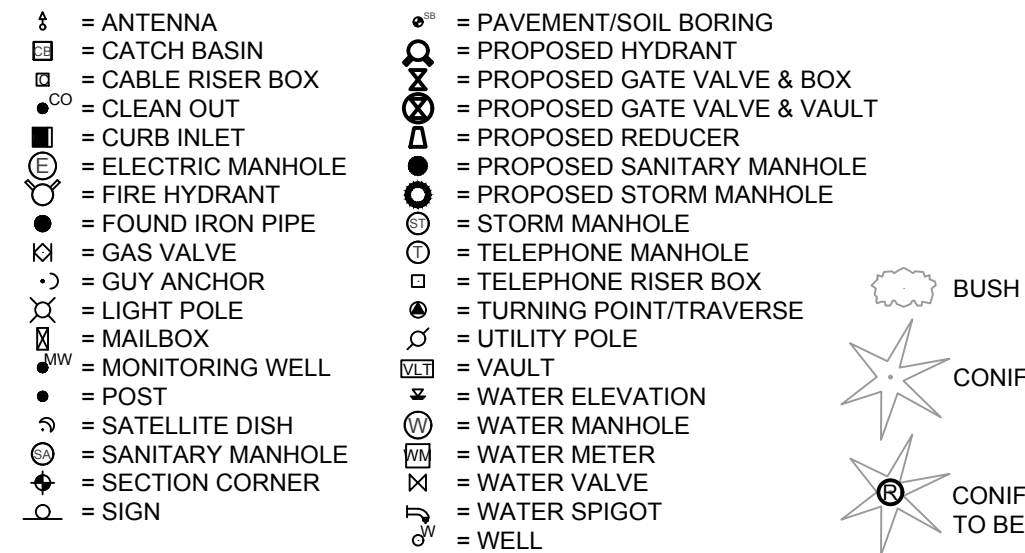 = ANTENNA
CB = CATCH BASIN
= CABLE RISER BOX
CO = CLEAN OUT
= CURB INLET
E = ELECTRIC MANHOLE
= FIRE HYDRANT
= FOUND IRON PIPE
= GAS VALVE
= GUY ANCHOR
= LIGHT POLE
= MAILBOX
MW = MONITORING WELL
= POST
= SATELLITE DISH
SA = SANITARY MANHOLE
= SECTION CORNER
= SIGN
SB = PAVEMENT/SOIL BORING
= PROPOSED HYDRANT
= PROPOSED GATE VALVE & BOX
= PROPOSED GATE VALVE & VAULT
= PROPOSED REDUCER
= PROPOSED SANITARY MANHOLE
= PROPOSED STORM MANHOLE
ST = STORM MANHOLE
T = TELEPHONE MANHOLE
= TELEPHONE RISER BOX
= TURNING POINT/TRAVERSE
= UTILITY POLE
VLT = VAULT
= WATER ELEVATION
W = WATER MANHOLE
WM = WATER METER
= WATER VALVE
= WATER SPIGOT
W = WELL
BUSH
CONIF
R CONIF
TO BE